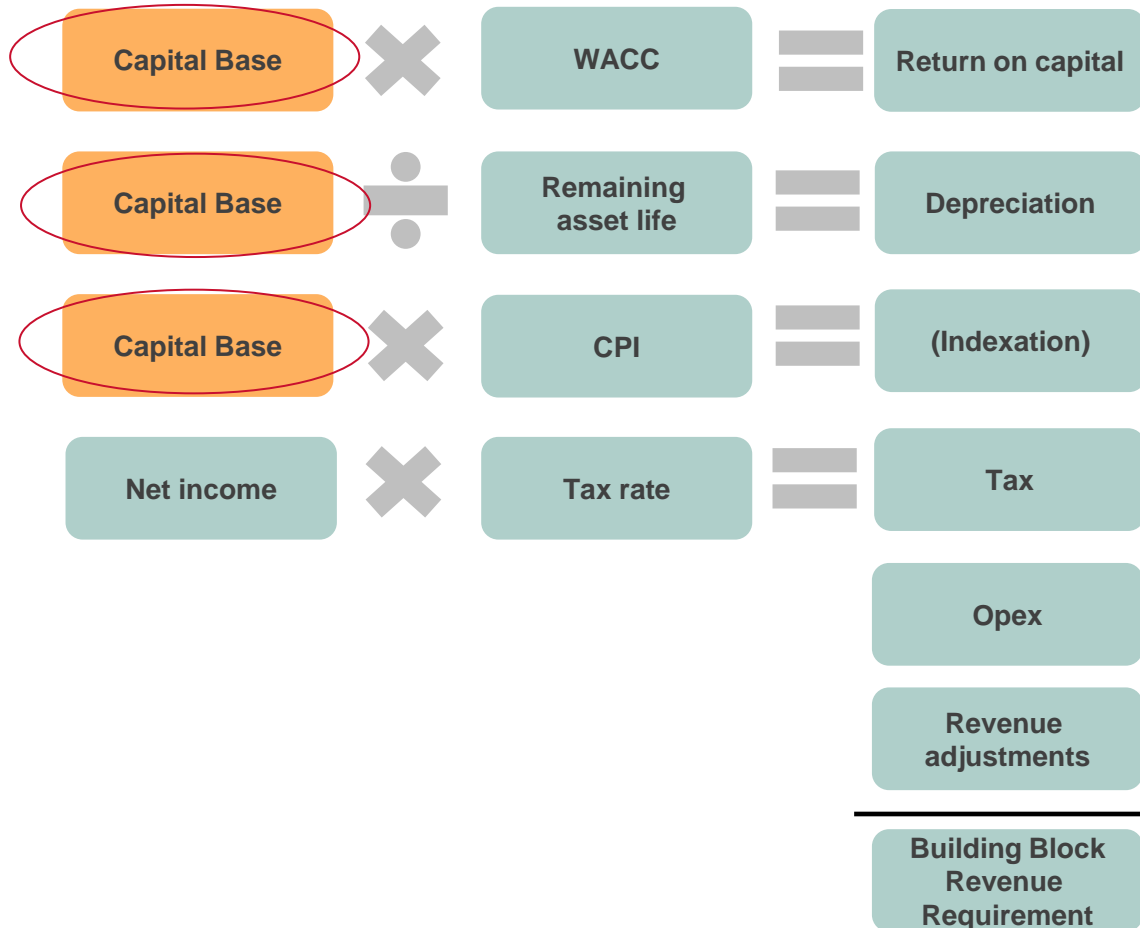 Capital Base
WACC
Return on capital
Capital Base
Remaining
asset life
Depreciation
Capital Base
CPI
(Indexation)
Net income
Tax rate
Tax
Opex
Revenue
adjustments
Building Block
Revenue
Requirement